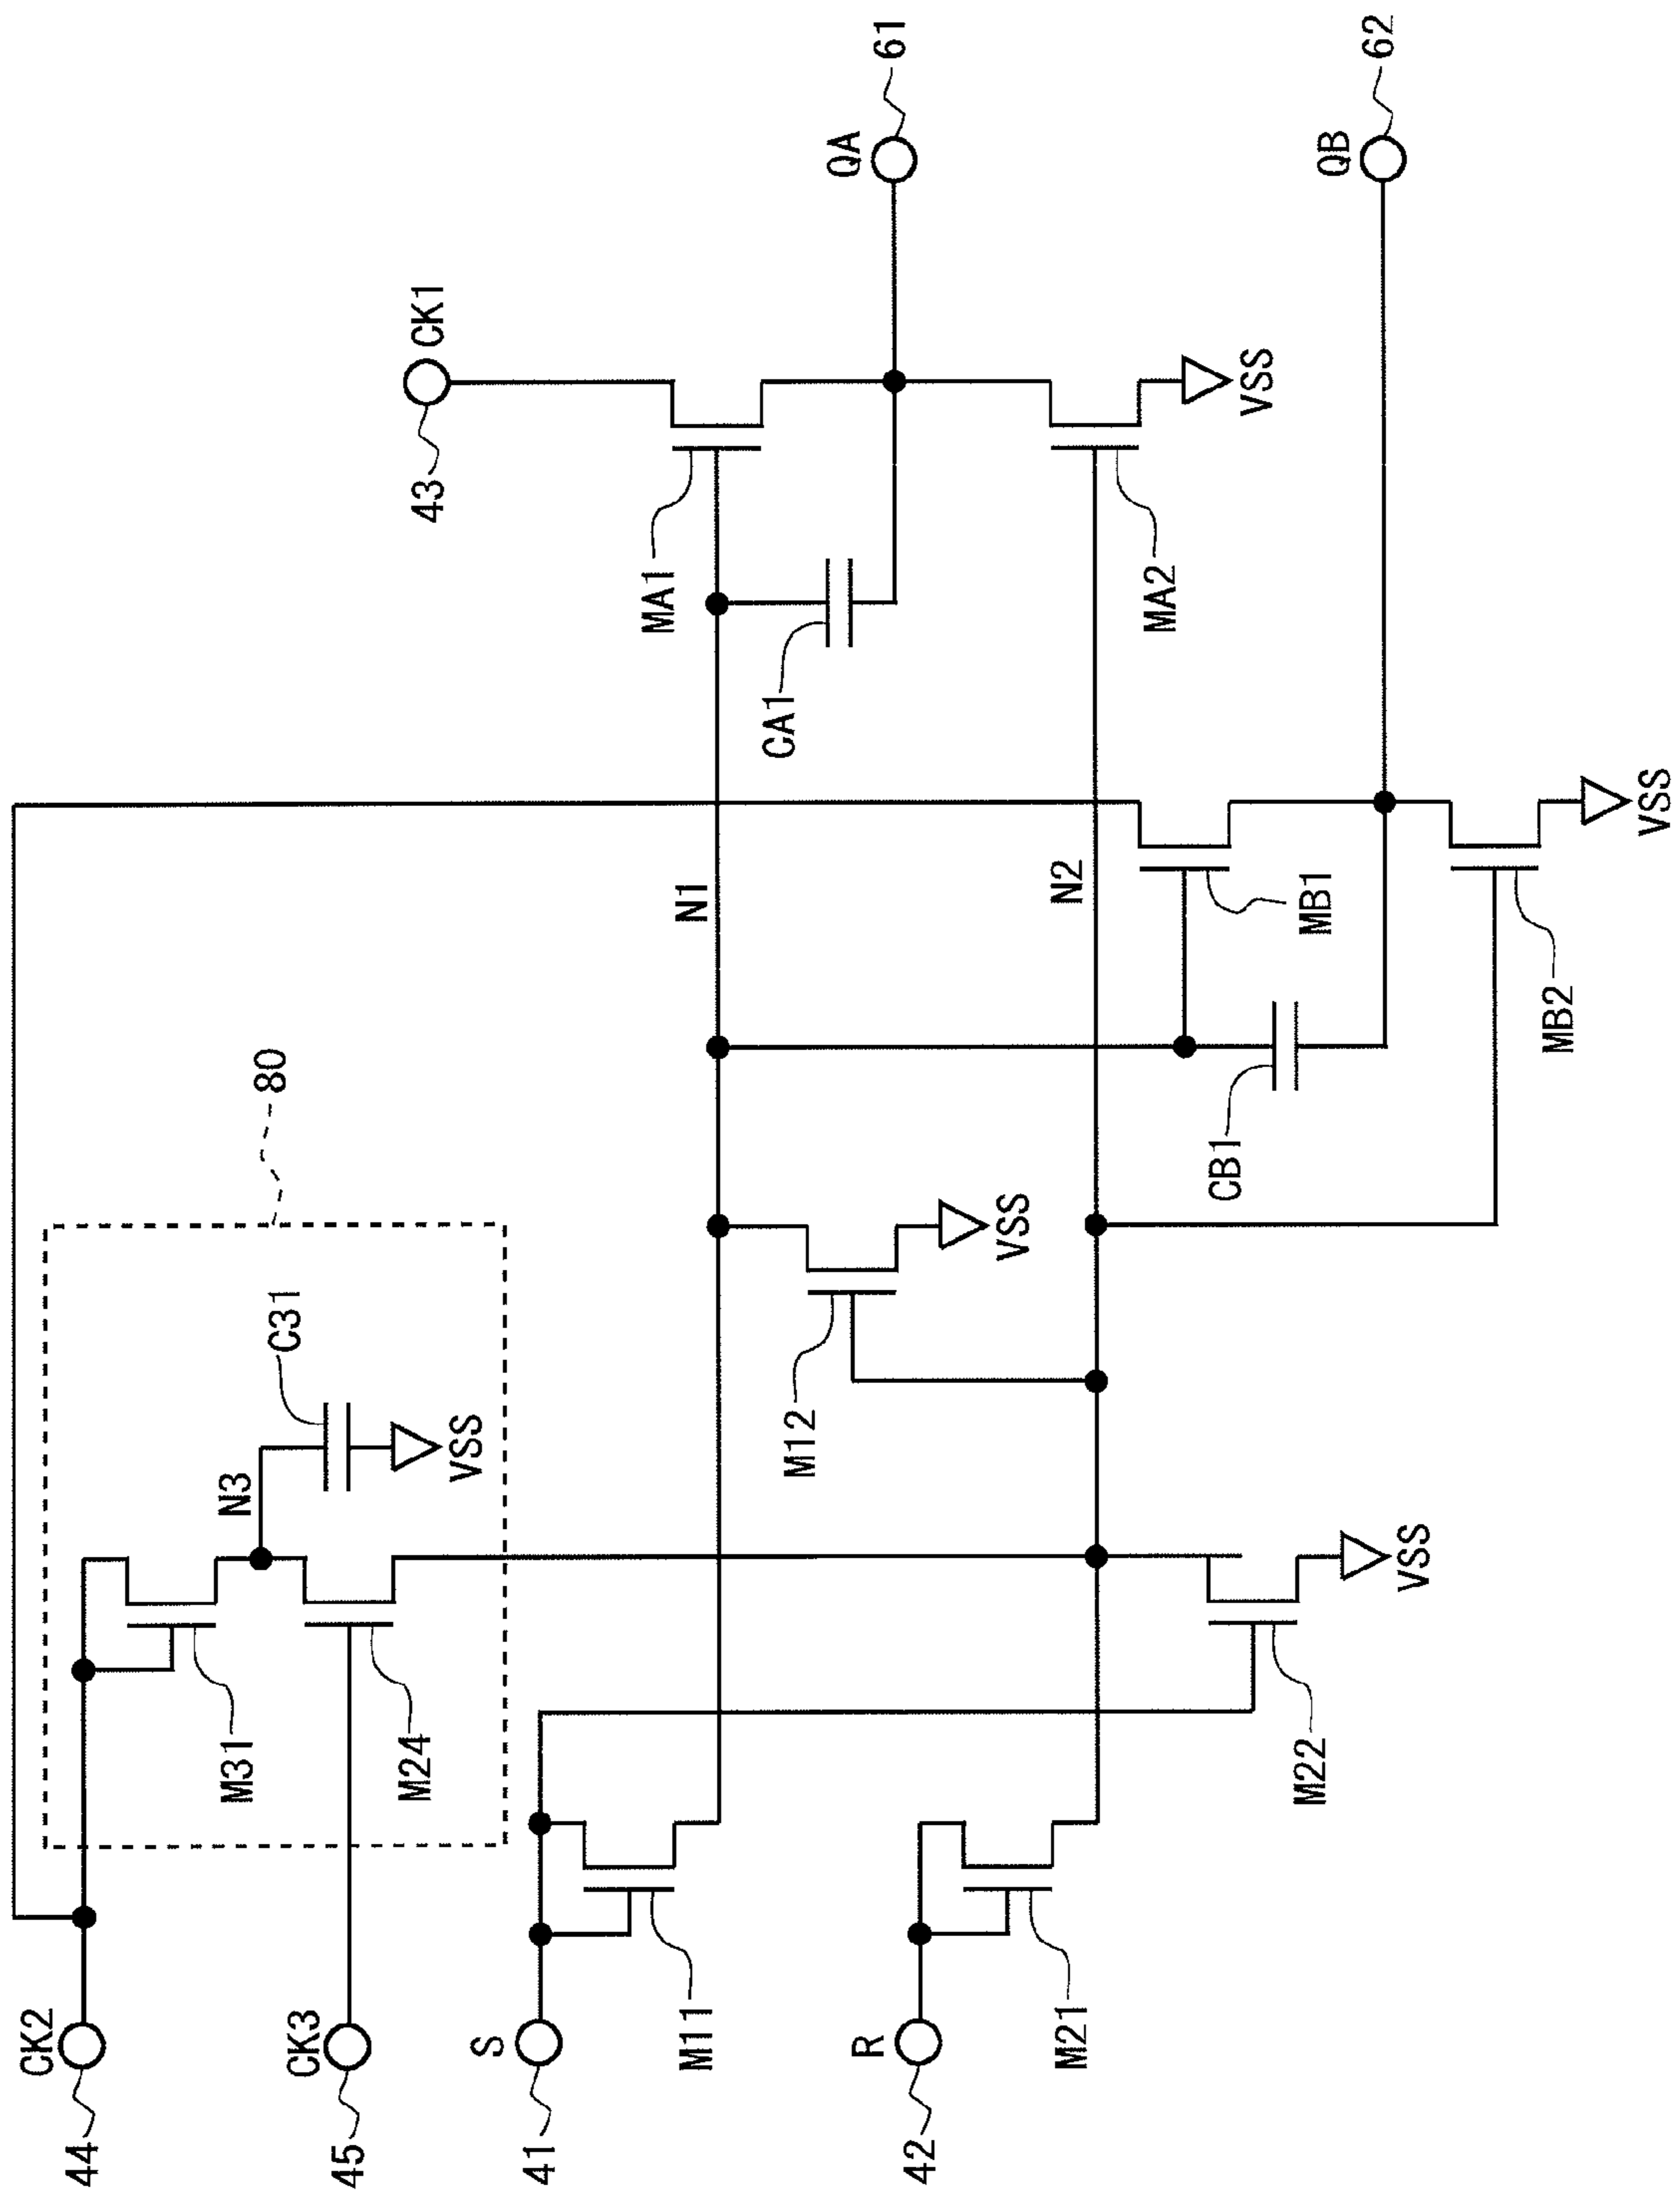 44
CK2
45
CK3
41
S
42
R
M31
M24
N3
C31
VSS
80
M11
M21
M22
VSS
M12
VSS
N1
N2
CB1
MB1
MB2
VSS
CA1
MA1
MA2
VSS
43
CK1
QA
61
QB
62